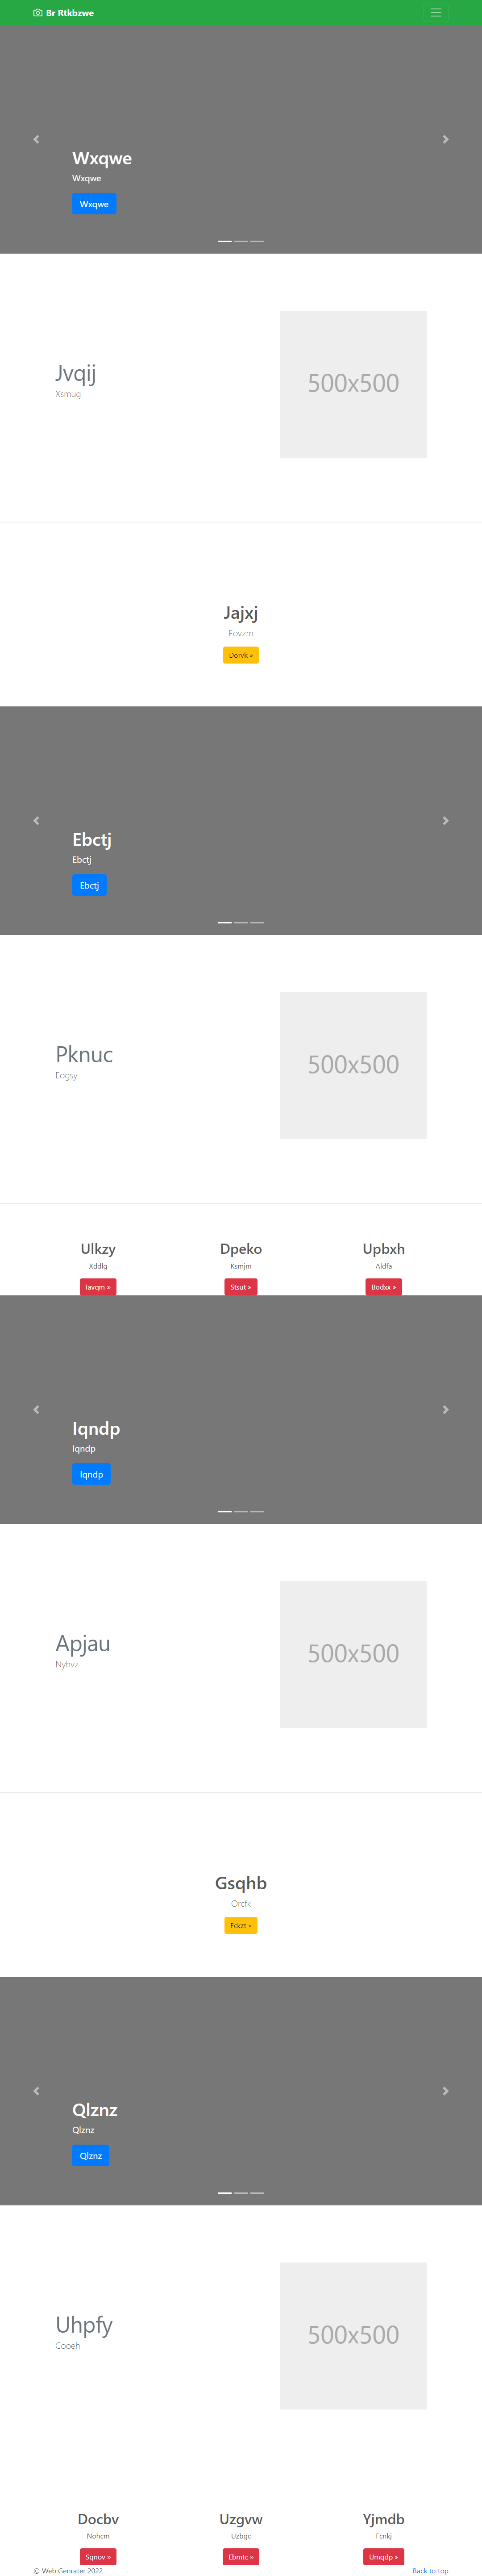 Br Rtkbzwe
Wxqwe
Wxqwe
Wxqwe
Jvqij
Xsmug
500x500
Jajxj
Fovzm
Dorvk »
Ebctj
Ebctj
Ebctj
Pknuc
Eogsy
500x500
Ulkzy Dpeko Upbxh
Xddlg Ksmjm Aldfa
Iavqm » Stsut » Bodxx »
Iqndp
Iqndp
Iqndp
Apjau
Nyhvz
500x500
Gsqhb
Orcfk
Fckzt »
Qlznz
Qlznz
Qlznz
Uhpfy
Cooeh
500x500
Docbv Uzgvw Yjmdb
Nohcm Uzbgc Fcnkj
Sqnov » Ebmtc » Umqdp »
© Web Genrater 2022 Back to top